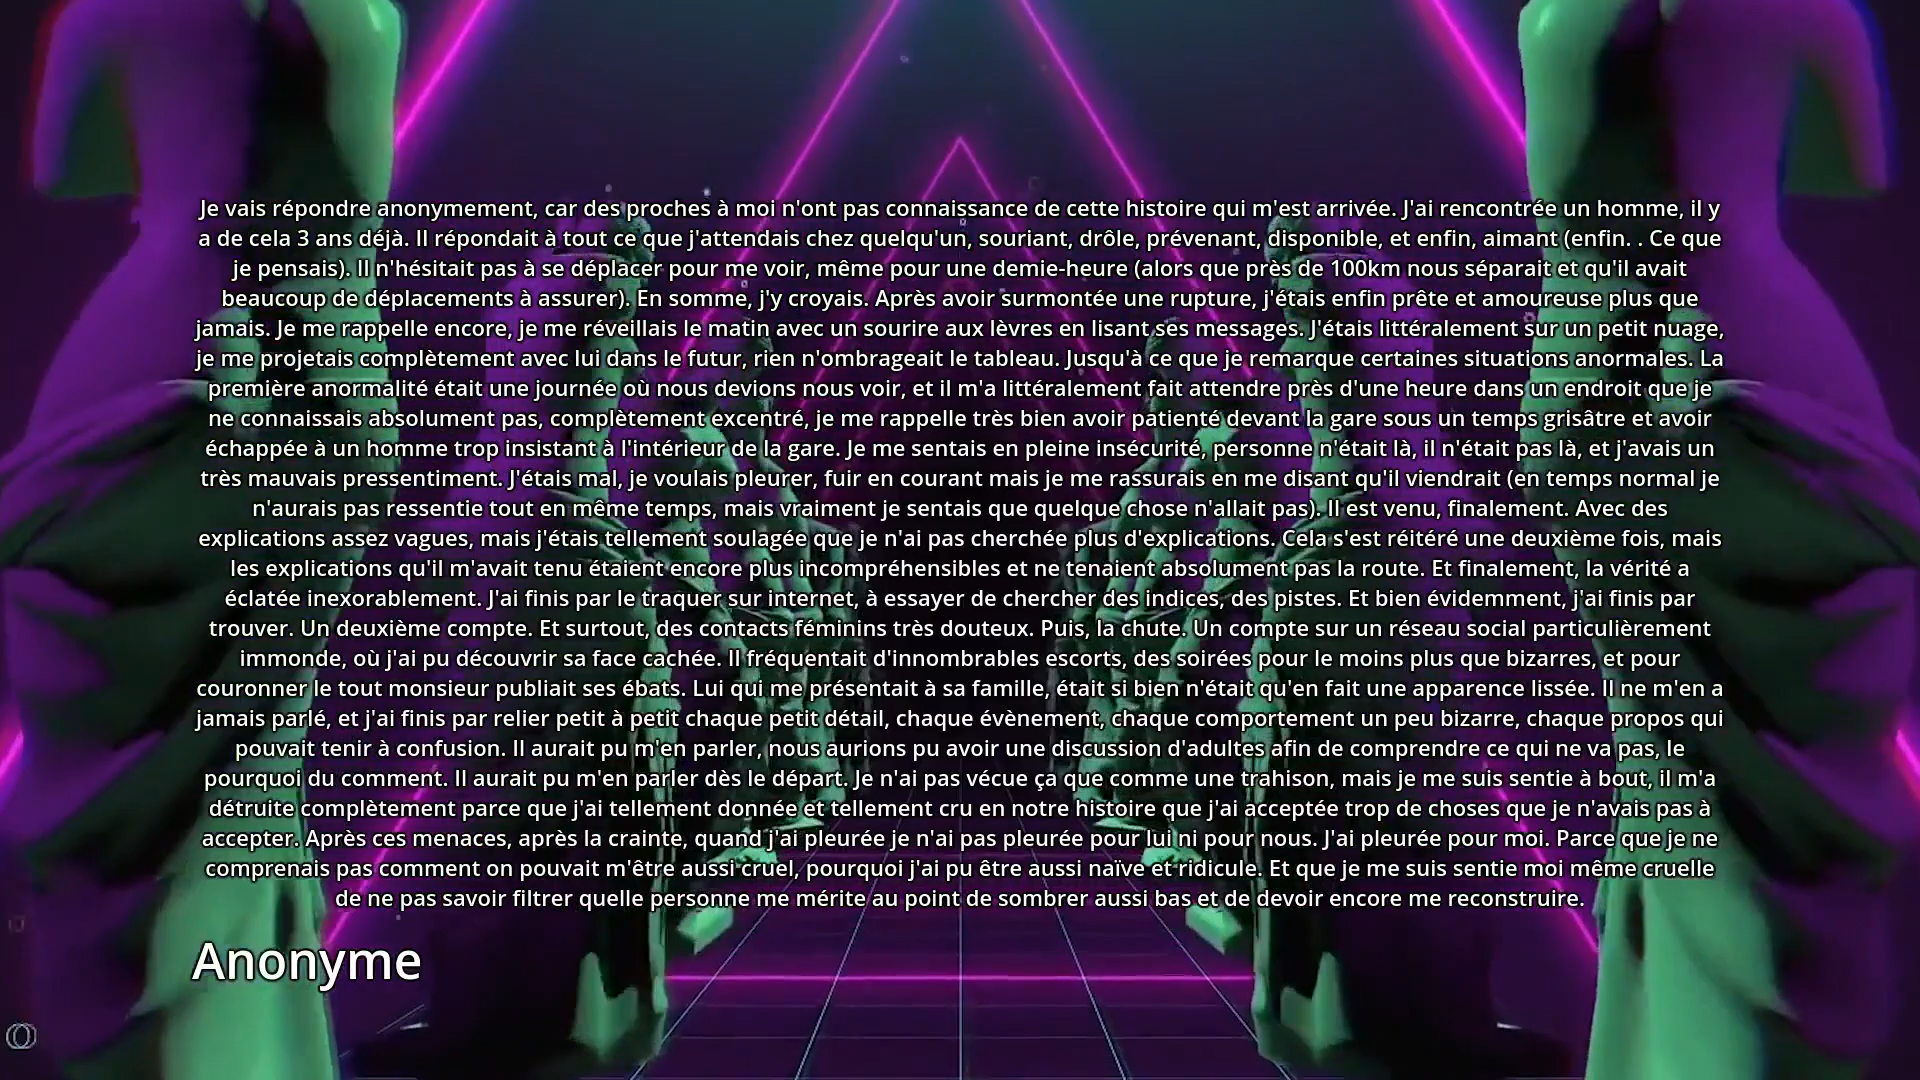 Je vais répondre anonymement, car des proches à moi n'ont pas connaissance de cette histoire qui m'est arrivée. J'ai rencontrée un homme, il y
a de cela 3 ans déjà. Il répondait à tout ce que j'attendais chez quelqu'un, souriant, drôle, prévenant, disponible, et enfin, aimant (enfin. . Ce que
je pensais). Il n'hésitait pas à se déplacer pour me voir, même pour une demie-heure (alors que près de 100km nous séparait et qu'il avait
beaucoup de déplacements à assurer). En somme, j'y croyais. Après avoir surmontée une rupture, j'étais enfin prête et amoureuse plus que
jamais. Je me rappelle encore, je me réveillais le matin avec un sourire aux lèvres en lisant ses messages. J'étais littéralement sur un petit nuage,
je me projetais complètement avec lui dans le futur, rien n'ombrageait le tableau. Jusqu'à ce que je remarque certaines situations anormales. La
première anormalité était une journée où nous devions nous voir, et il m'a littéralement fait attendre près d'une heure dans un endroit que je
ne connaissais absolument pas, complètement excentré, je me rappelle très bien avoir patienté devant la gare sous un temps grisâtre et avoir
échappée à un homme trop insistant à l'intérieur de la gare. Je me sentais en pleine insécurité, personne n'était là, il n'était pas là, et j'avais un
très mauvais pressentiment. J'étais mal, je voulais pleurer, fuir en courant mais je me rassurais en me disant qu'il viendrait (en temps normal je
n'aurais pas ressentie tout en même temps, mais vraiment je sentais que quelque chose n'allait pas). Il est venu, finalement. Avec des
explications assez vagues, mais j'étais tellement soulagée que je n'ai pas cherchée plus d'explications. Cela s'est réitéré une deuxième fois, mais
les explications qu'il m'avait tenu étaient encore plus incompréhensibles et ne tenaient absolument pas la route. Et finalement, la vérité a
éclatée inexorablement. J'ai finis par le traquer sur internet, à essayer de chercher des indices, des pistes. Et bien évidemment, j'ai finis par
trouver. Un deuxième compte. Et surtout, des contacts féminins très douteux. Puis, la chute. Un compte sur un réseau social particulièrement
immonde, où j'ai pu découvrir sa face cachée. Il fréquentait d'innombrables escorts, des soirées pour le moins plus que bizarres, et pour
couronner le tout monsieur publiait ses ébats. Lui qui me présentait à sa famille, était si bien n'était qu'en fait une apparence lissée. Il ne m'en a
jamais parlé, et j'ai finis par relier petit à petit chaque petit détail, chaque évènement, chaque comportement un peu bizarre, chaque propos qui
pouvait tenir à confusion. Il aurait pu m'en parler, nous aurions pu avoir une discussion d'adultes afin de comprendre ce qui ne va pas, le
pourquoi du comment. Il aurait pu m'en parler dès le départ. Je n'ai pas vécue ça que comme une trahison, mais je me suis sentie à bout, il m'a
détruite complètement parce que j'ai tellement donnée et tellement cru en notre histoire que j'ai acceptée trop de choses que je n'avais pas à
accepter. Après ces menaces, après la crainte, quand j'ai pleurée je n'ai pas pleurée pour lui ni pour nous. J'ai pleurée pour moi. Parce que je ne
comprenais pas comment on pouvait m'être aussi cruel, pourquoi j'ai pu être aussi naïve et ridicule. Et que je me suis sentie moi même cruelle
de ne pas savoir filtrer quelle personne me mérite au point de sombrer aussi bas et de devoir encore me reconstruire.
Anonyme